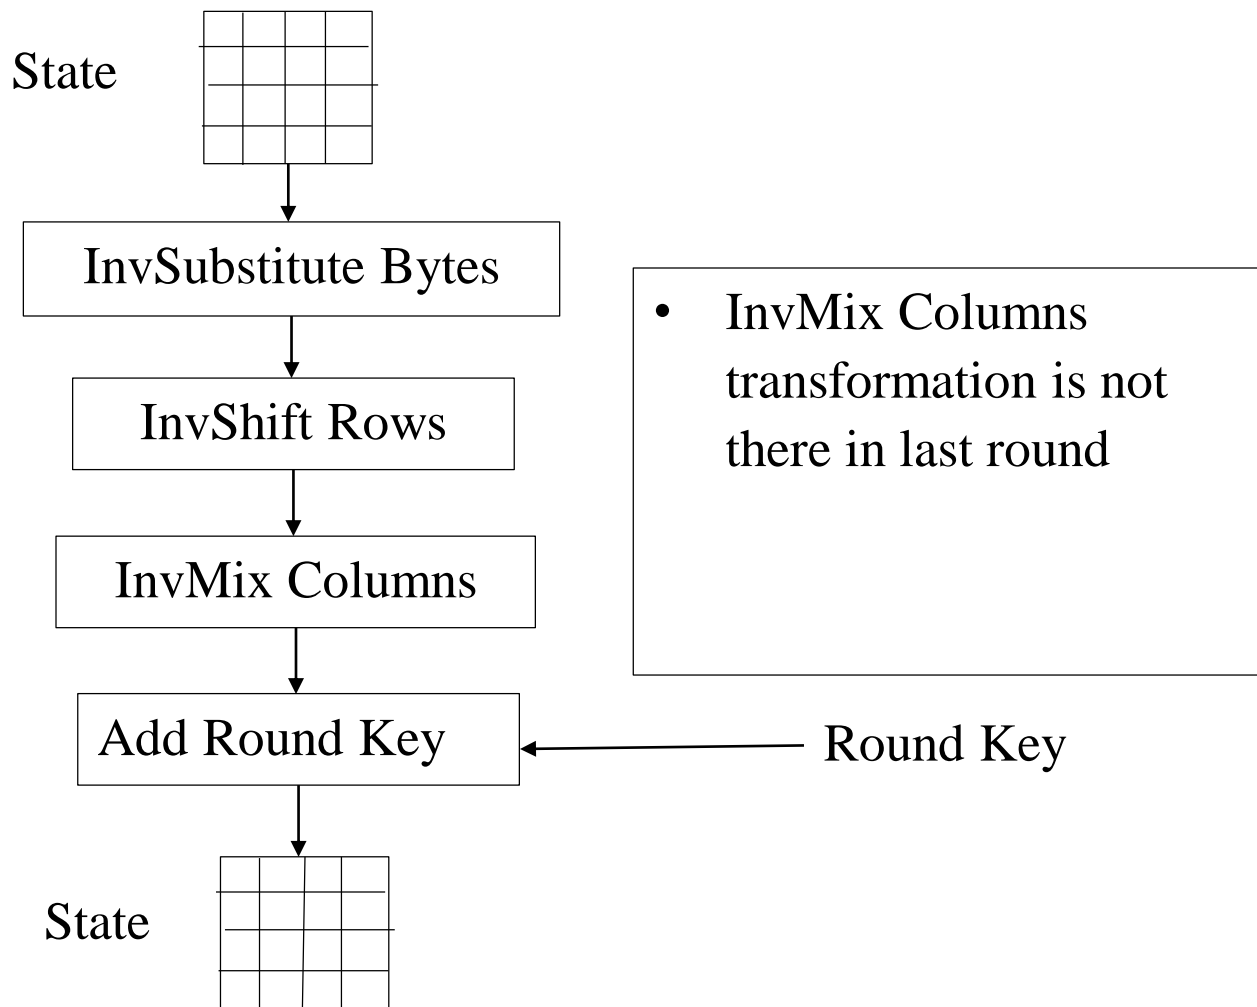 State
InvSubstitute Bytes
InvShift Rows
InvMix Columns
Add Round Key
State
• InvMix Columns
transformation is not
there in last round
Round Key